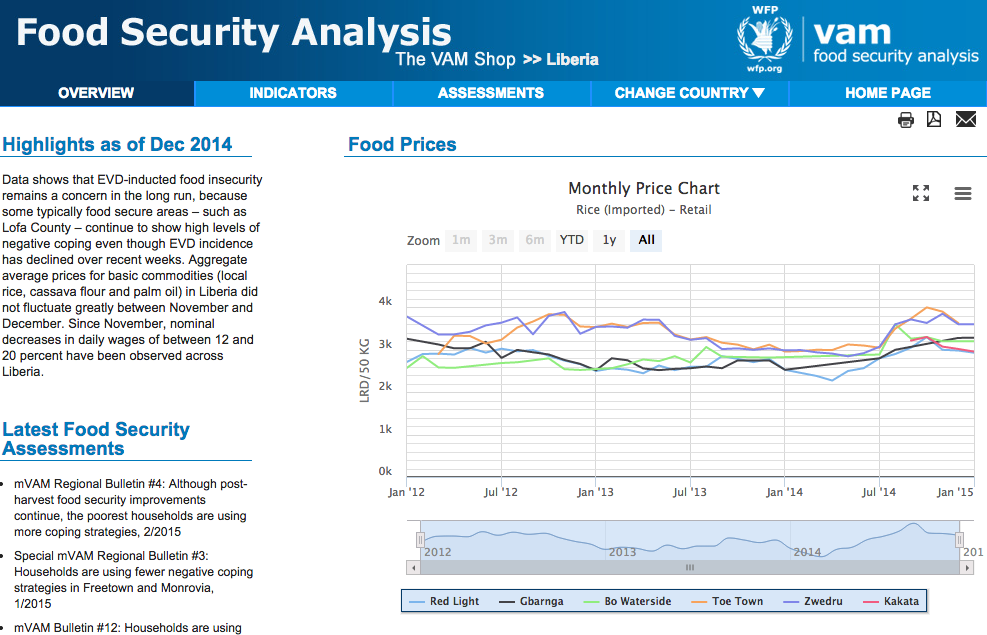 Food Security Analysis
The VAM Shop >> Liberia
WFP
wfp.org
vam
food security analysis
OVERVIEW
INDICATORS
ASSESSMENTS
CHANGE COUNTRY ▼
HOME PAGE
Highlights as of Dec 2014
Data shows that EVD-inducted food insecurity
remains a concern in the long run, because
some typically food secure areas – such as
Lofa County – continue to show high levels of
negative coping even though EVD incidence
has declined over recent weeks. Aggregate
average prices for basic commodities (local
rice, cassava flour and palm oil) in Liberia did
not fluctuate greatly between November and
December. Since November, nominal
decreases in daily wages of between 12 and
20 percent have been observed across
Liberia.
Latest Food Security
Assessments
• mVAM Regional Bulletin #4: Although post-
harvest food security improvements
continue, the poorest households are using
more coping strategies, 2/2015
• Special mVAM Regional Bulletin #3:
Households are using fewer negative coping
strategies in Freetown and Monrovia,
1/2015
• mVAM Bulletin #12: Households are using
Food Prices
Monthly Price Chart
Rice (Imported) – Retail
Zoom 1m 3m 6m YTD 1y All
LRD/50 KG
4k
3k
2k
1k
0k
Jan '12 Jul '12 Jan '13 Jul '13 Jan '14 Jul '14 Jan '15
2012 2013 2014 201
Red Light Gbarnga Bo Waterside Toe Town Zwedru Kakata